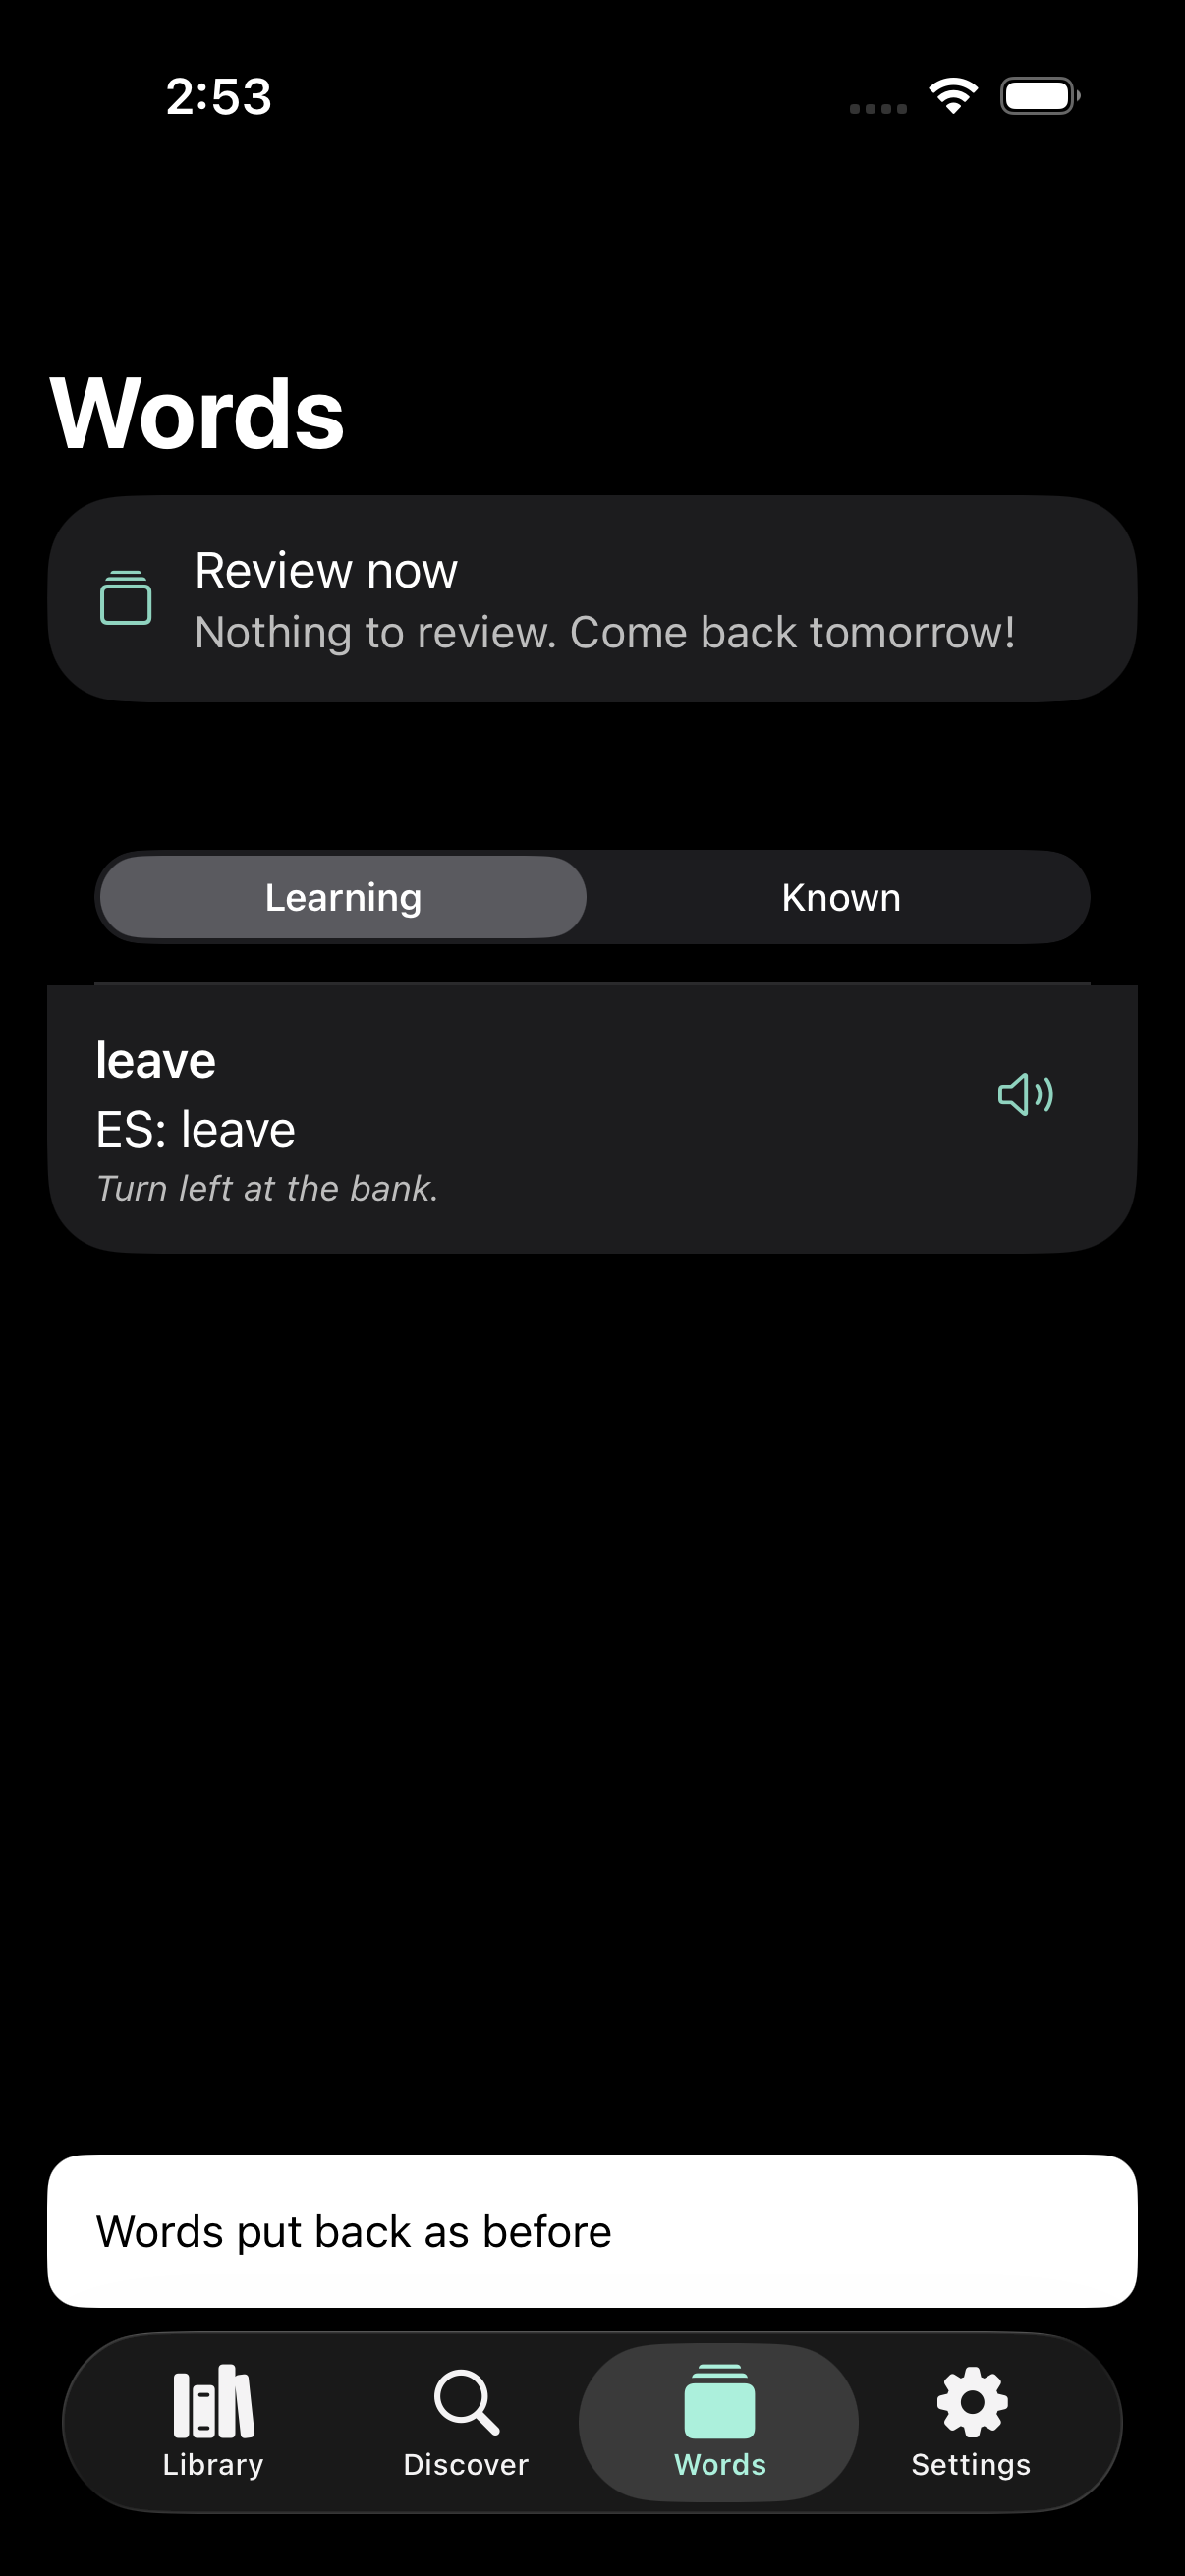 2:53
Words
Review now
Nothing to review. Come back tomorrow!
Learning
Known
leave
ES: leave
Turn left at the bank.
Words put back as before
Library
Discover
Words
Settings